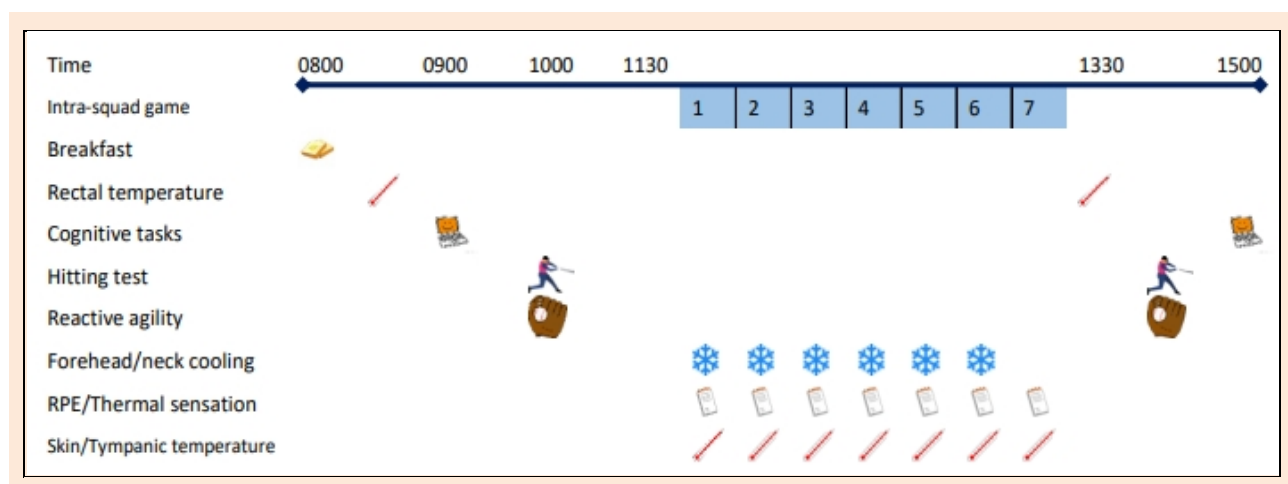 Time 0800 0900 1000 1130 1330 1500
Intra-squad game 1 2 3 4 5 6 7
Breakfast
Rectal temperature
Cognitive tasks
Hitting test
Reactive agility
Forehead/neck cooling
RPE/Thermal sensation
Skin/Tympanic temperature